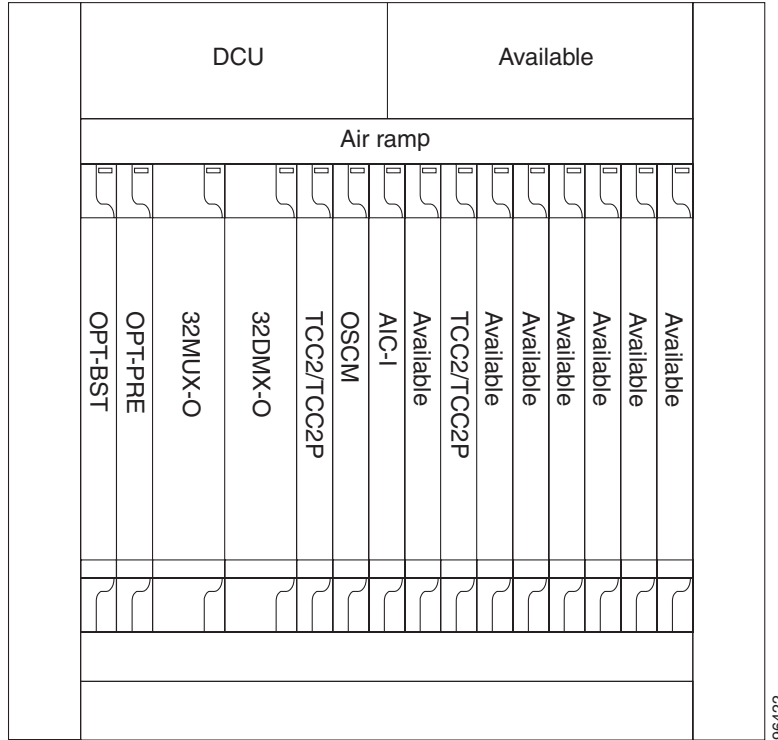 DCU
Available
Air ramp
OPT-BST
OPT-PRE
32MUX-O
32DMX-O
TCC2/TCC2P
OSCM
AIC-I
Available
TCC2/TCC2P
Available
Available
Available
Available
Available
Available